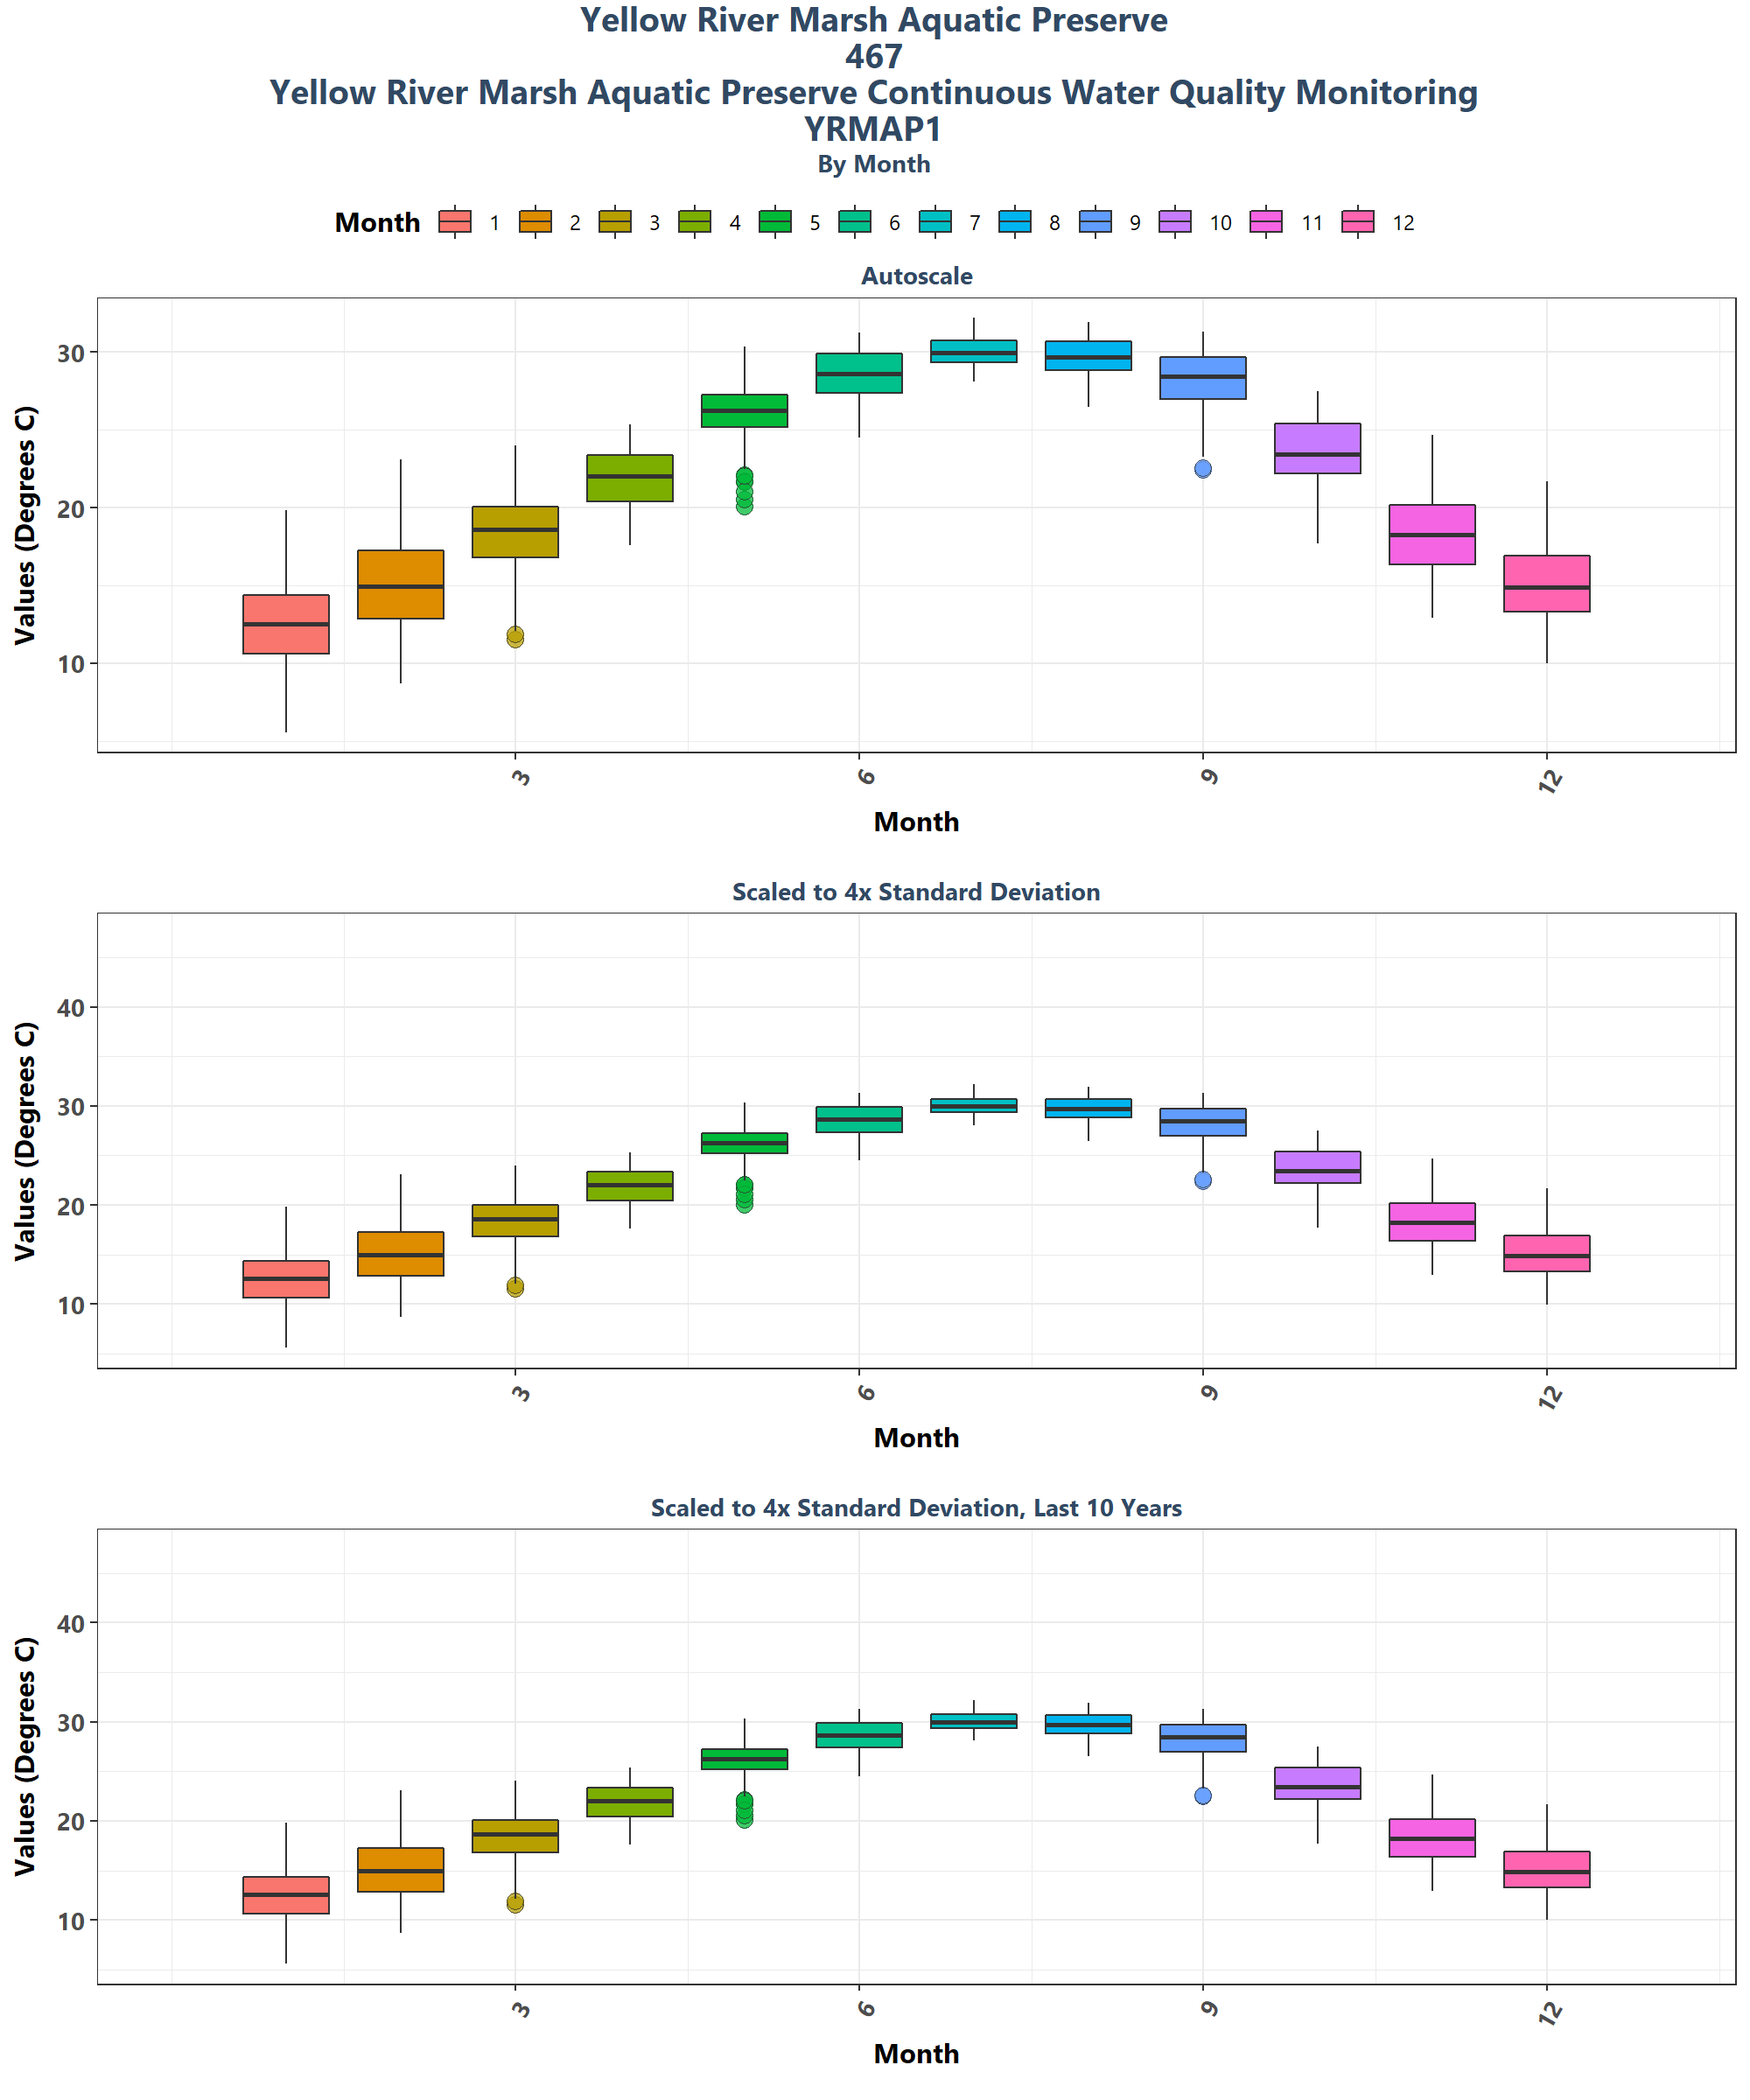 Yellow River Marsh Aquatic Preserve
467
Yellow River Marsh Aquatic Preserve Continuous Water Quality Monitoring
YRMAP1
By Month
Month 1 2 3 4 5 6 7 8 9 10 11 12
Autoscale
Values (Degrees C)
30
20
10
3 6 9 12
Month
Scaled to 4x Standard Deviation
Values (Degrees C)
40
30
20
10
3 6 9 12
Month
Scaled to 4x Standard Deviation, Last 10 Years
Values (Degrees C)
40
30
20
10
3 6 9 12
Month